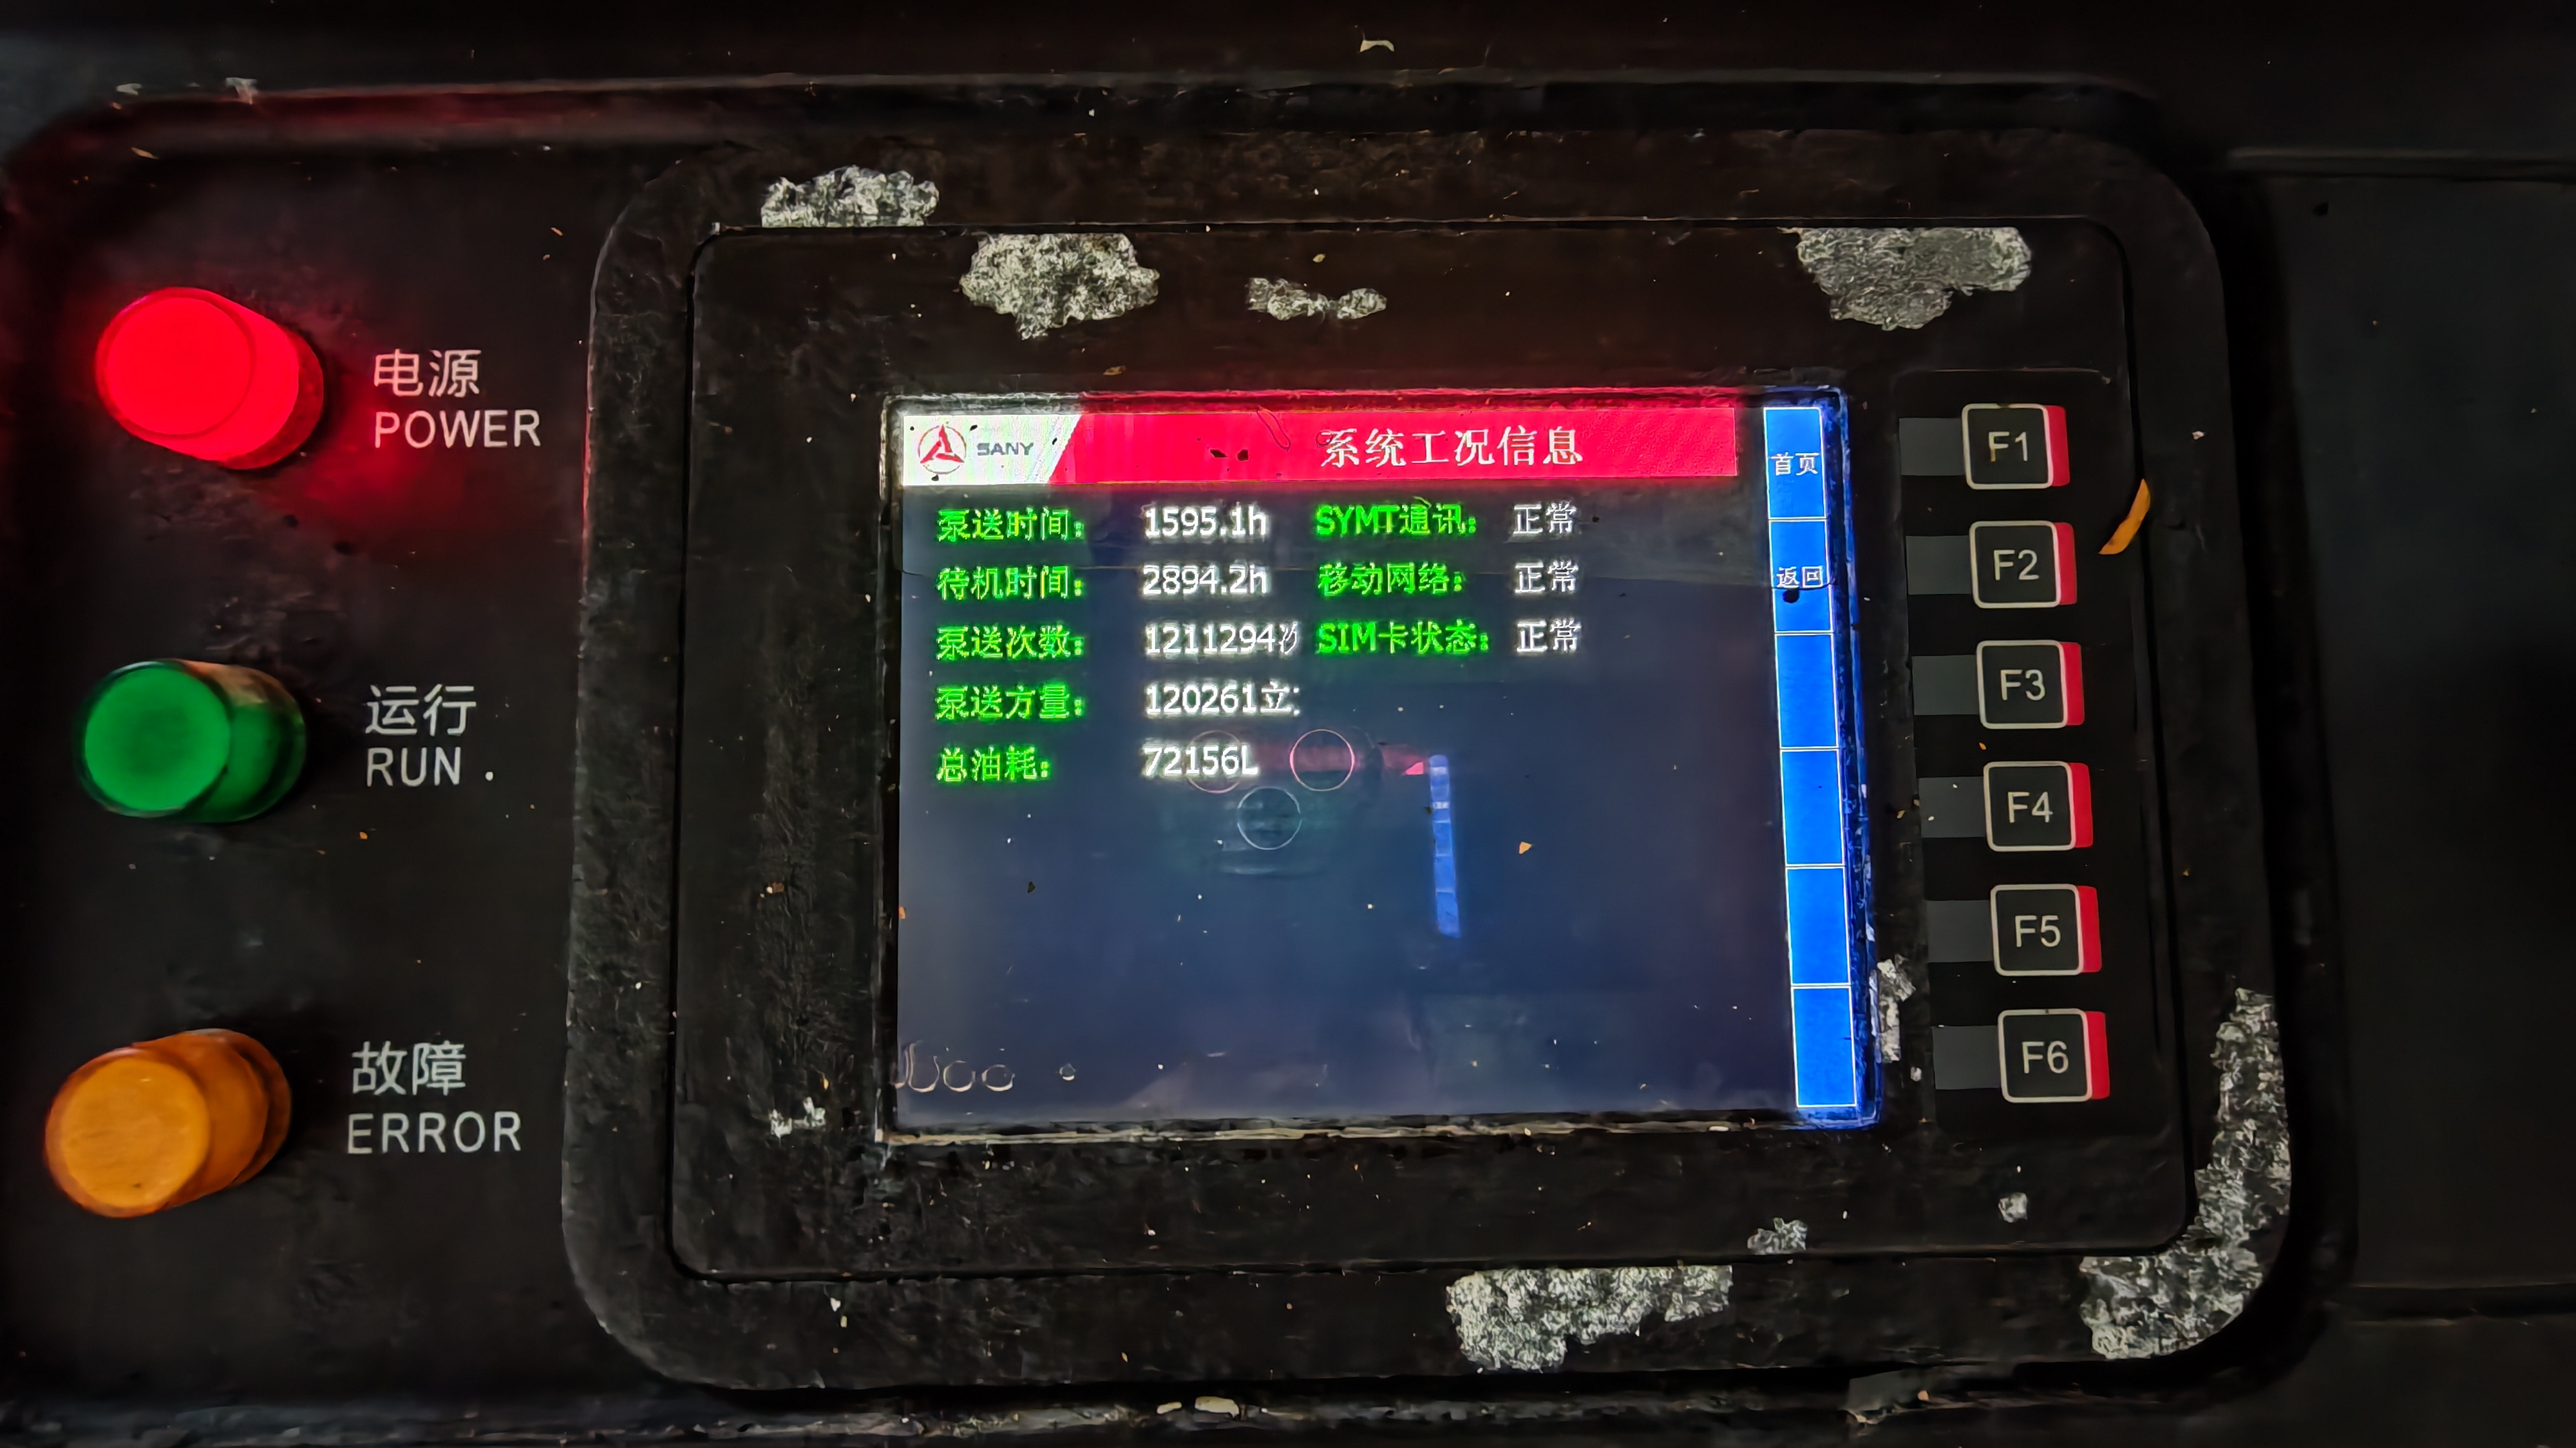 电源
POWER
运行
RUN
故障
ERROR
SANY
系统工况信息
泵送时间: 1595.1h SYMT通讯: 正常
待机时间: 2894.2h 移动网络: 正常
泵送次数: 1211294 SIM卡状态: 正常
泵送方量: 120261立
总油耗: 72156L
首页
返回
F1
F2
F3
F4
F5
F6